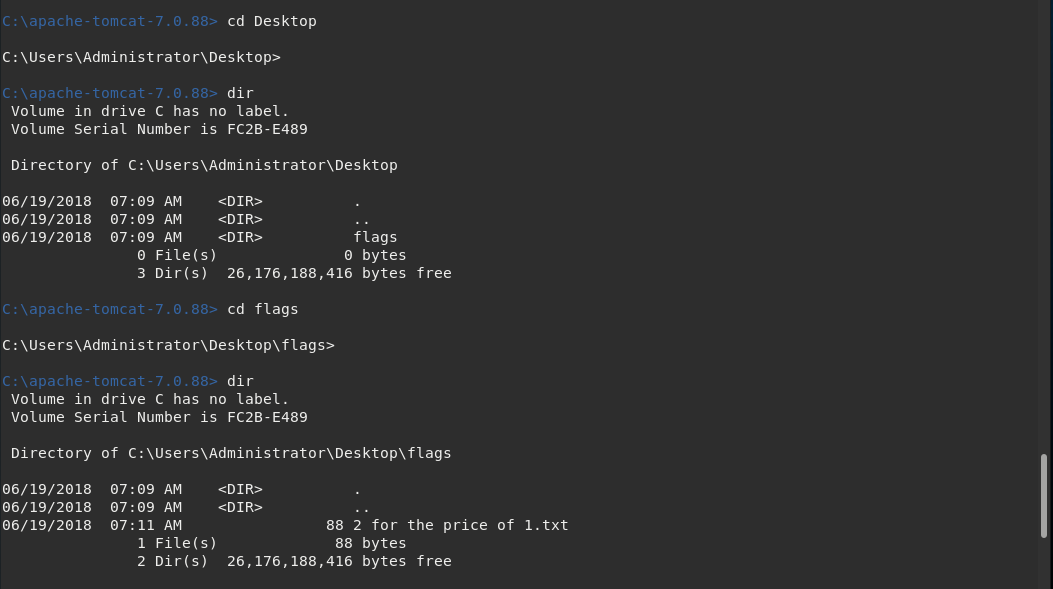 C:\apache-tomcat-7.0.88> cd Desktop
C:\Users\Administrator\Desktop>
C:\apache-tomcat-7.0.88> dir
 Volume in drive C has no label.
 Volume Serial Number is FC2B-E489
 Directory of C:\Users\Administrator\Desktop
06/19/2018  07:09 AM    <DIR>          .
06/19/2018  07:09 AM    <DIR>          ..
06/19/2018  07:09 AM    <DIR>          flags
               0 File(s)              0 bytes
               3 Dir(s)  26,176,188,416 bytes free
C:\apache-tomcat-7.0.88> cd flags
C:\Users\Administrator\Desktop\flags>
C:\apache-tomcat-7.0.88> dir
 Volume in drive C has no label.
 Volume Serial Number is FC2B-E489
 Directory of C:\Users\Administrator\Desktop\flags
06/19/2018  07:09 AM    <DIR>          .
06/19/2018  07:09 AM    <DIR>          ..
06/19/2018  07:11 AM                88 2 for the price of 1.txt
               1 File(s)             88 bytes
               2 Dir(s)  26,176,188,416 bytes free